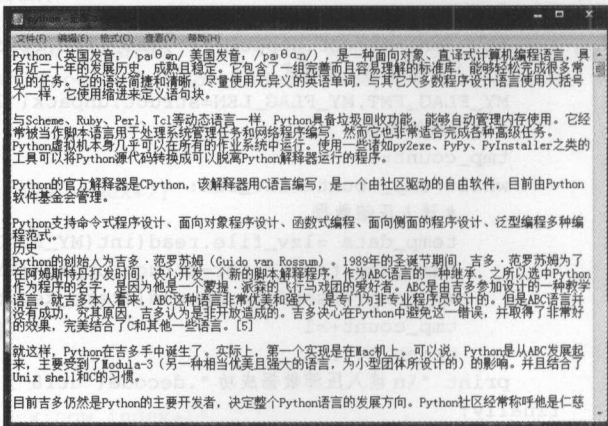 python
文件(F) 编辑(E) 格式(O) 查看(V) 帮助(H)
Python (英国发音：/ˈpaɪθən/ 美国发音：/ˈpaɪθɑːn/)，是一种面向对象、直译式计算机编程语言，具
有近二十年的发展历史，成熟且稳定。它包含了一组完善而且容易理解的标准库，能够轻松完成很多常
见的任务。它的语法简捷和清晰，尽量使用无异义的英语单词，与其它大多数程序设计语言使用大括号
不一样，它使用缩进来定义语句块。
与Scheme、Ruby、Perl、Tcl等动态语言一样，Python具备垃圾回收功能，能够自动管理内存使用。它经
常被当作脚本语言用于处理系统管理任务和网络程序编写，然而它也非常适合完成各种高级任务。
Python虚拟机本身几乎可以在所有的作业系统中运行。使用一些诸如py2exe、PyPy、PyInstaller之类的
工具可以将Python源代码转换成可以脱离Python解释器运行的程序。
Python的官方解释器是CPython，该解释器用C语言编写，是一个由社区驱动的自由软件，目前由Python
软件基金会管理。
Python支持命令式程序设计、面向对象程序设计、函数式编程、面向侧面的程序设计、泛型编程多种编
程范式。
历史
Python的创始人为吉多·范罗苏姆（Guido van Rossum）。1989年的圣诞节期间，吉多·范罗苏姆为了
在阿姆斯特丹打发时间，决心开发一个新的脚本解释程序，作为ABC语言的一种继承。之所以选中Python
作为程序的名字，是因为他是一个蒙提·派森的飞行马戏团的爱好者。ABC是由吉多参加设计的一种教学
语言。就吉多本人看来，ABC这种语言非常优美和强大，是专门为非专业程序员设计的。但是ABC语言并
没有成功，究其原因，吉多认为是非开放造成的。吉多决心在Python中避免这一错误，并取得了非常好
的效果，完美结合了C和其他一些语言。[5]
就这样，Python在吉多手中诞生了。实际上，第一个实现是在Mac机上。可以说，Python是从ABC发展起
来，主要受到了Modula-3（另一种相当优美且强大的语言，为小型团体所设计的）的影响。并且结合了
Unix shell和C的习惯。
目前吉多仍然是Python的主要开发者，决定整个Python语言的发展方向。Python社区经常称呼他是仁慈